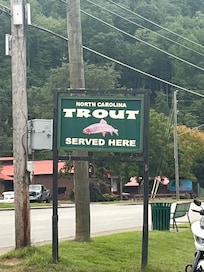 NORTH CAROLINA
TROUT
SERVED HERE